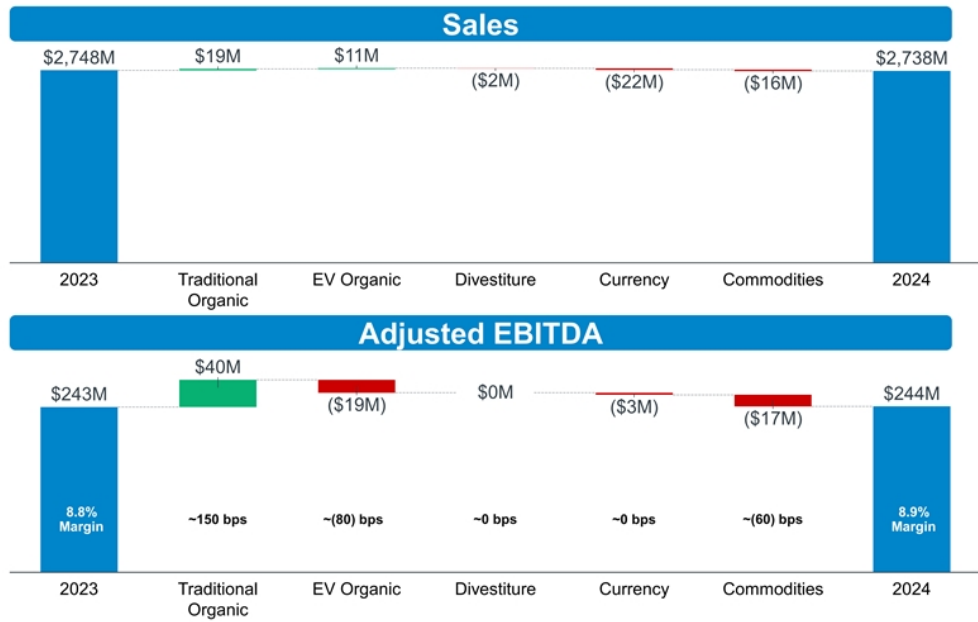 Sales
$2,748M
$19M
$11M
($2M)
($22M)
($16M)
$2,738M
2023
Traditional
Organic
EV Organic
Divestiture
Currency
Commodities
2024
Adjusted EBITDA
$243M
$40M
($19M)
$0M
($3M)
($17M)
$244M
8.8%
Margin
~150 bps
~(80) bps
~0 bps
~0 bps
~(60) bps
8.9%
Margin
2023
Traditional
Organic
EV Organic
Divestiture
Currency
Commodities
2024